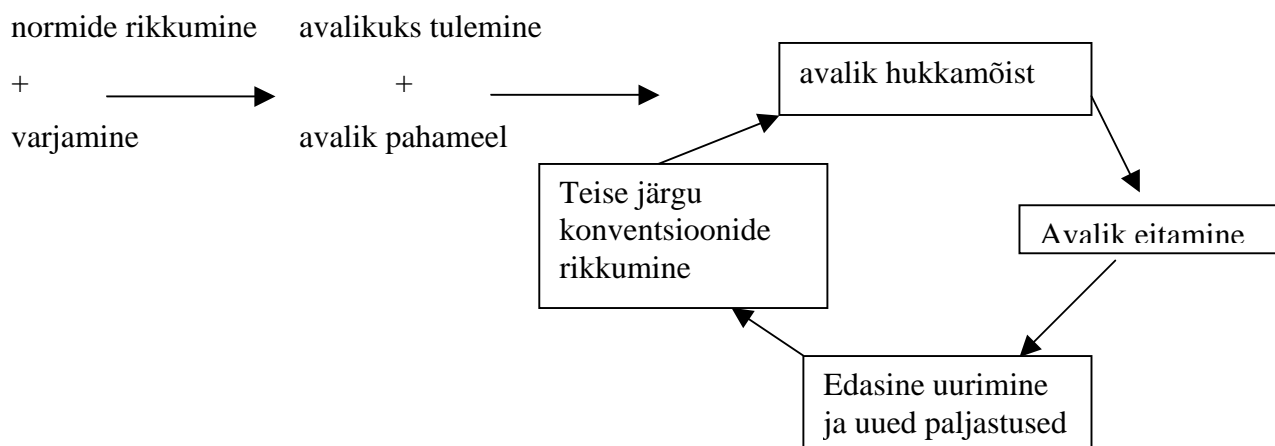 normide rikkumine
+
varjamine
avalikuks tulemine
+
avalik pahameel
avalik hukkamõist
Avalik eitamine
Edasine uurimine
ja uued paljastused
Teise järgu
konventsioonide
rikkumine